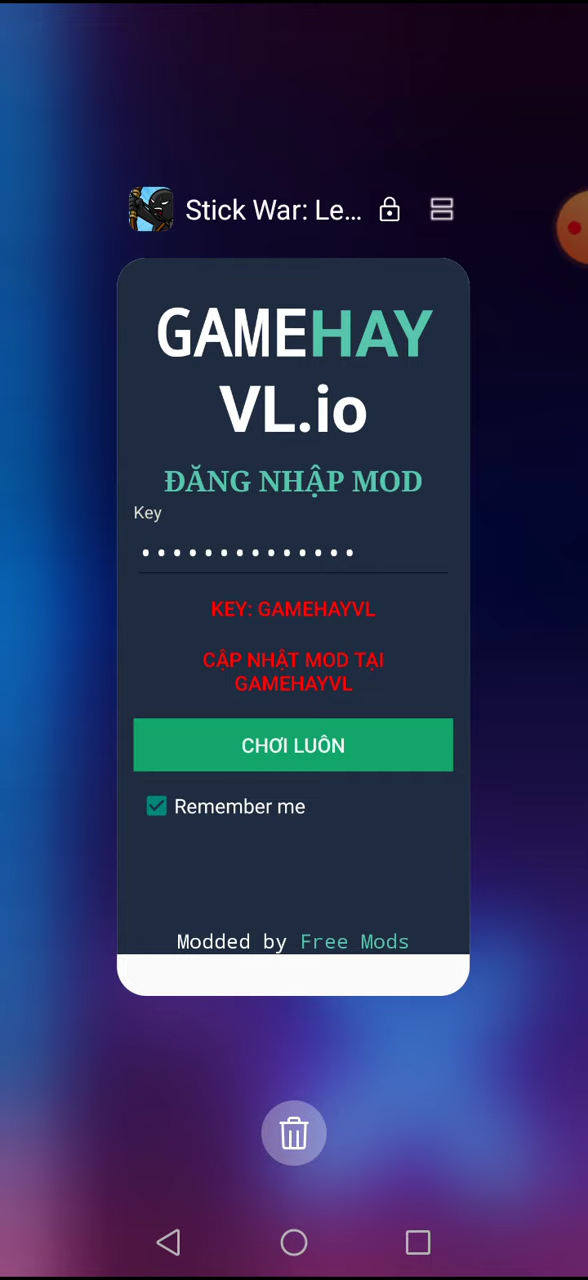 Stick War: Le...
GAMEHAY
VL.io
ĐĂNG NHẬP MOD
Key
••••••••••••••
KEY: GAMEHAYVL
CẬP NHẬT MOD TẠI
GAMEHAYVL
CHƠI LUÔN
Remember me
Modded by Free Mods